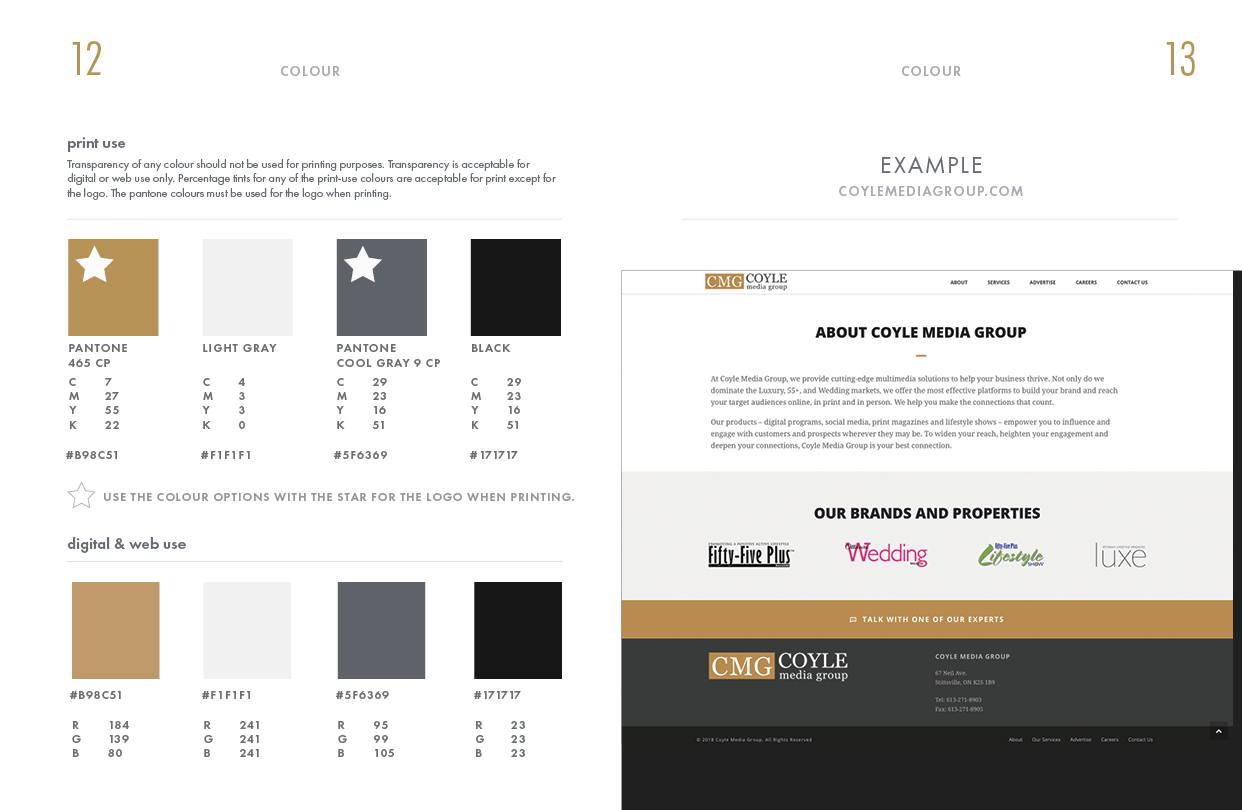 12
COLOUR
print use
Transparency of any colour should not be used for printing purposes. Transparency is acceptable for
digital or web use only. Percentage tints for any of the print-use colours are acceptable for print except for
the logo. The pantone colours must be used for the logo when printing.
PANTONE
465 CP
C 7
M 27
Y 55
K 22
#B98C51
LIGHT GRAY
C 4
M 3
Y 3
K 0
#F1F1F1
PANTONE
COOL GRAY 9 CP
C 29
M 23
Y 16
K 51
#5F6369
BLACK
C 29
M 23
Y 16
K 51
#171717
USE THE COLOUR OPTIONS WITH THE STAR FOR THE LOGO WHEN PRINTING.
digital & web use
#B98C51
R 184
G 139
B 80
#F1F1F1
R 241
G 241
B 241
#5F6369
R 95
G 99
B 105
#171717
R 23
G 23
B 23
COLOUR
13
EXAMPLE
COYLEMEDIAGROUP.COM
CMG COYLE
media group
ABOUT SERVICES ADVERTISE CAREERS CONTACT US
ABOUT COYLE MEDIA GROUP
At Coyle Media Group, we provide cutting-edge multimedia solutions to help your business thrive. Not only do we
dominate the Luxury, 55+, and Wedding markets, we offer the most effective platforms to build your brand and reach
your target audiences online, in print and in person. We help you make the connections that count.
Our products – digital programs, social media, print magazines and lifestyle shows – empower you to influence and
engage with customers and prospects wherever they may be. To widen your reach, heighten your engagement and
deepen your connections, Coyle Media Group is your best connection.
OUR BRANDS AND PROPERTIES
PROMOTING A POSITIVE ACTIVE LIFESTYLE
Fifty-Five Plus
Wedding
Fifty-Five Plus
Lifestyle
SHOW
luxe
TALK WITH ONE OF OUR EXPERTS
CMG COYLE
media group
COYLE MEDIA GROUP
67 Neil Ave.
Stittsville, ON K2S 1B9
Tel: 613-271-8903
Fax: 613-271-8905
© 2018 Coyle Media Group. All Rights Reserved
About Our Services Advertise Careers Contact Us